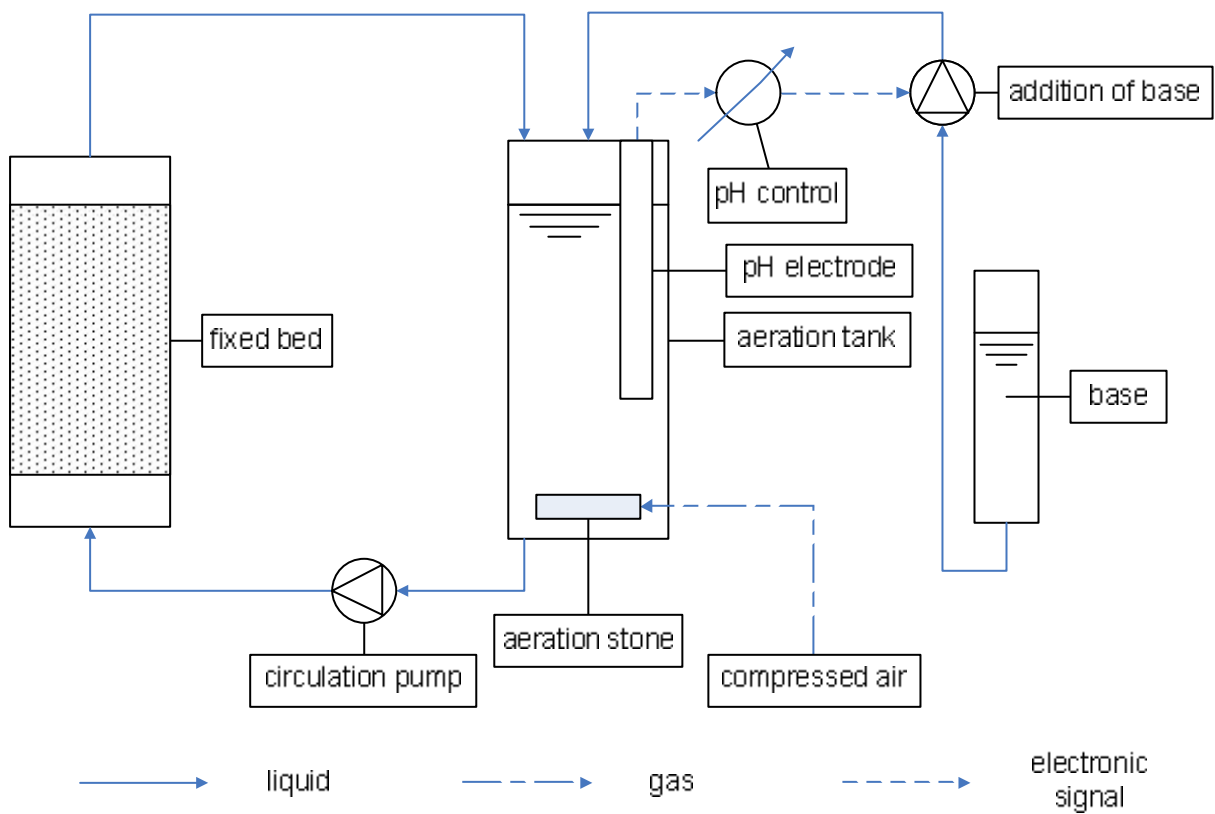 addition of base
pH control
pH electrode
fixed bed
aeration tank
base
aeration stone
circulation pump
compressed air
liquid
gas
electronic
signal